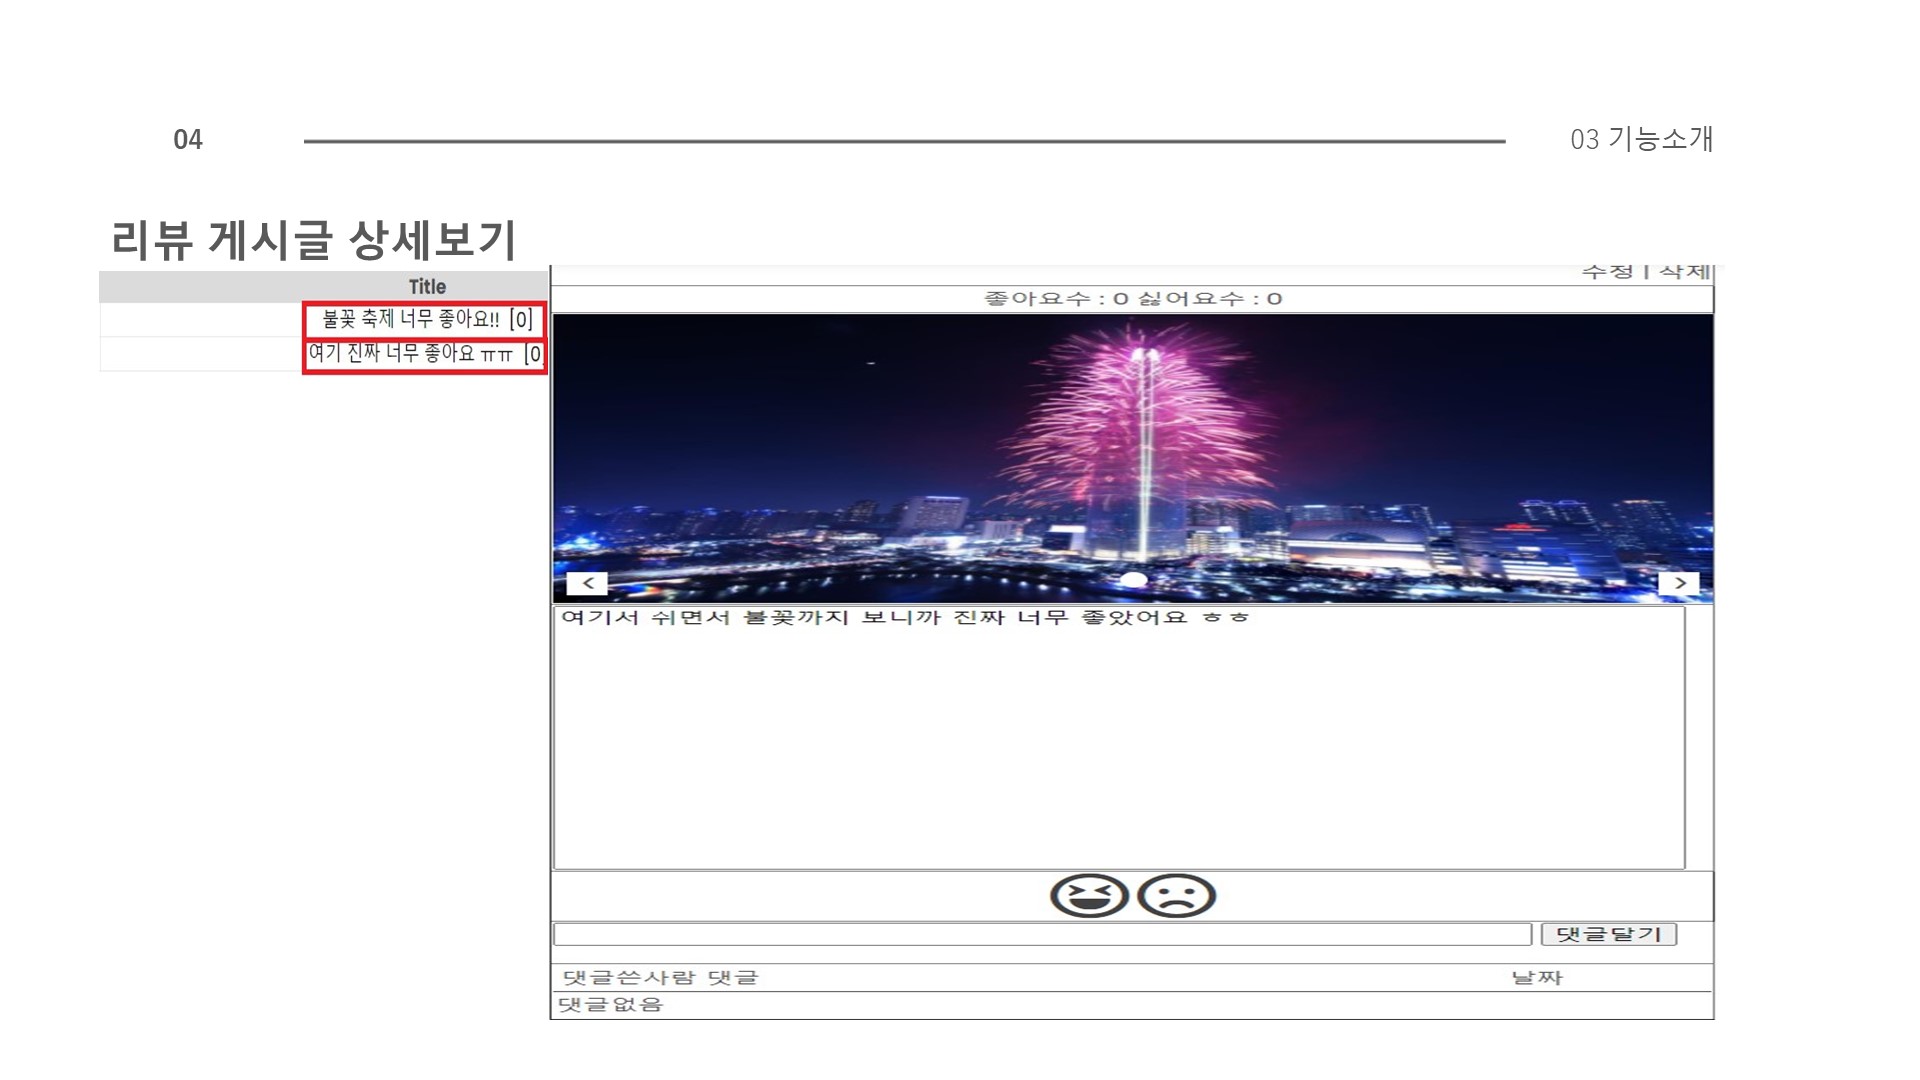 04
03 기능소개
리뷰 게시글 상세보기
Title
불꽃 축제 너무 좋아요!! [0]
여기 진짜 너무 좋아요 ㅠㅠ [0
수정 | 삭제
좋아요수 : 0 싫어요수 : 0
<
>
여기서 쉬면서 불꽃까지 보니까 진짜 너무 좋았어요 ㅎㅎ
댓글달기
댓글쓴사람 댓글 날짜
댓글없음